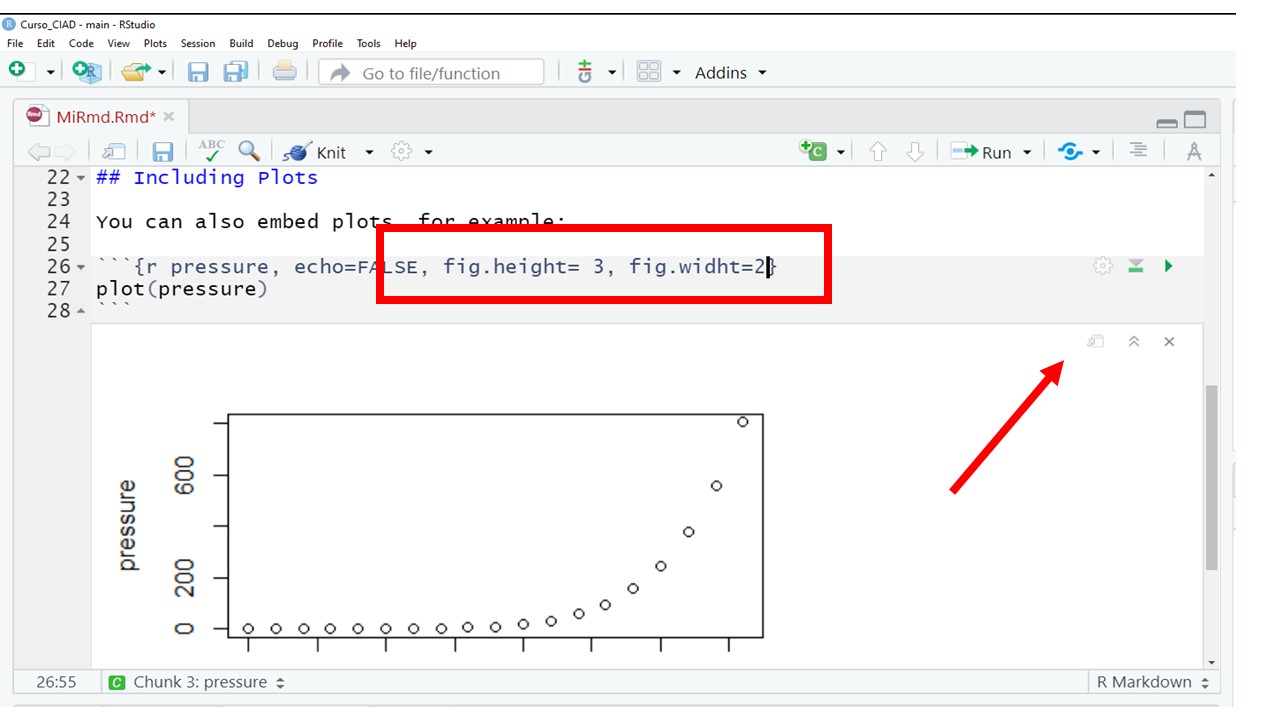 Curso_CIAD - main - RStudio
File Edit Code View Plots Session Build Debug Profile Tools Help
Go to file/function
Addins
MiRmd.Rmd*
ABC
Knit
Run
22 ## Including Plots
23
24 You can also embed plots, for example:
25
26 ```{r pressure, echo=FALSE, fig.height= 3, fig.widht=2}
27 plot(pressure)
28 ```
pressure
600
200
0
26:55 Chunk 3: pressure R Markdown